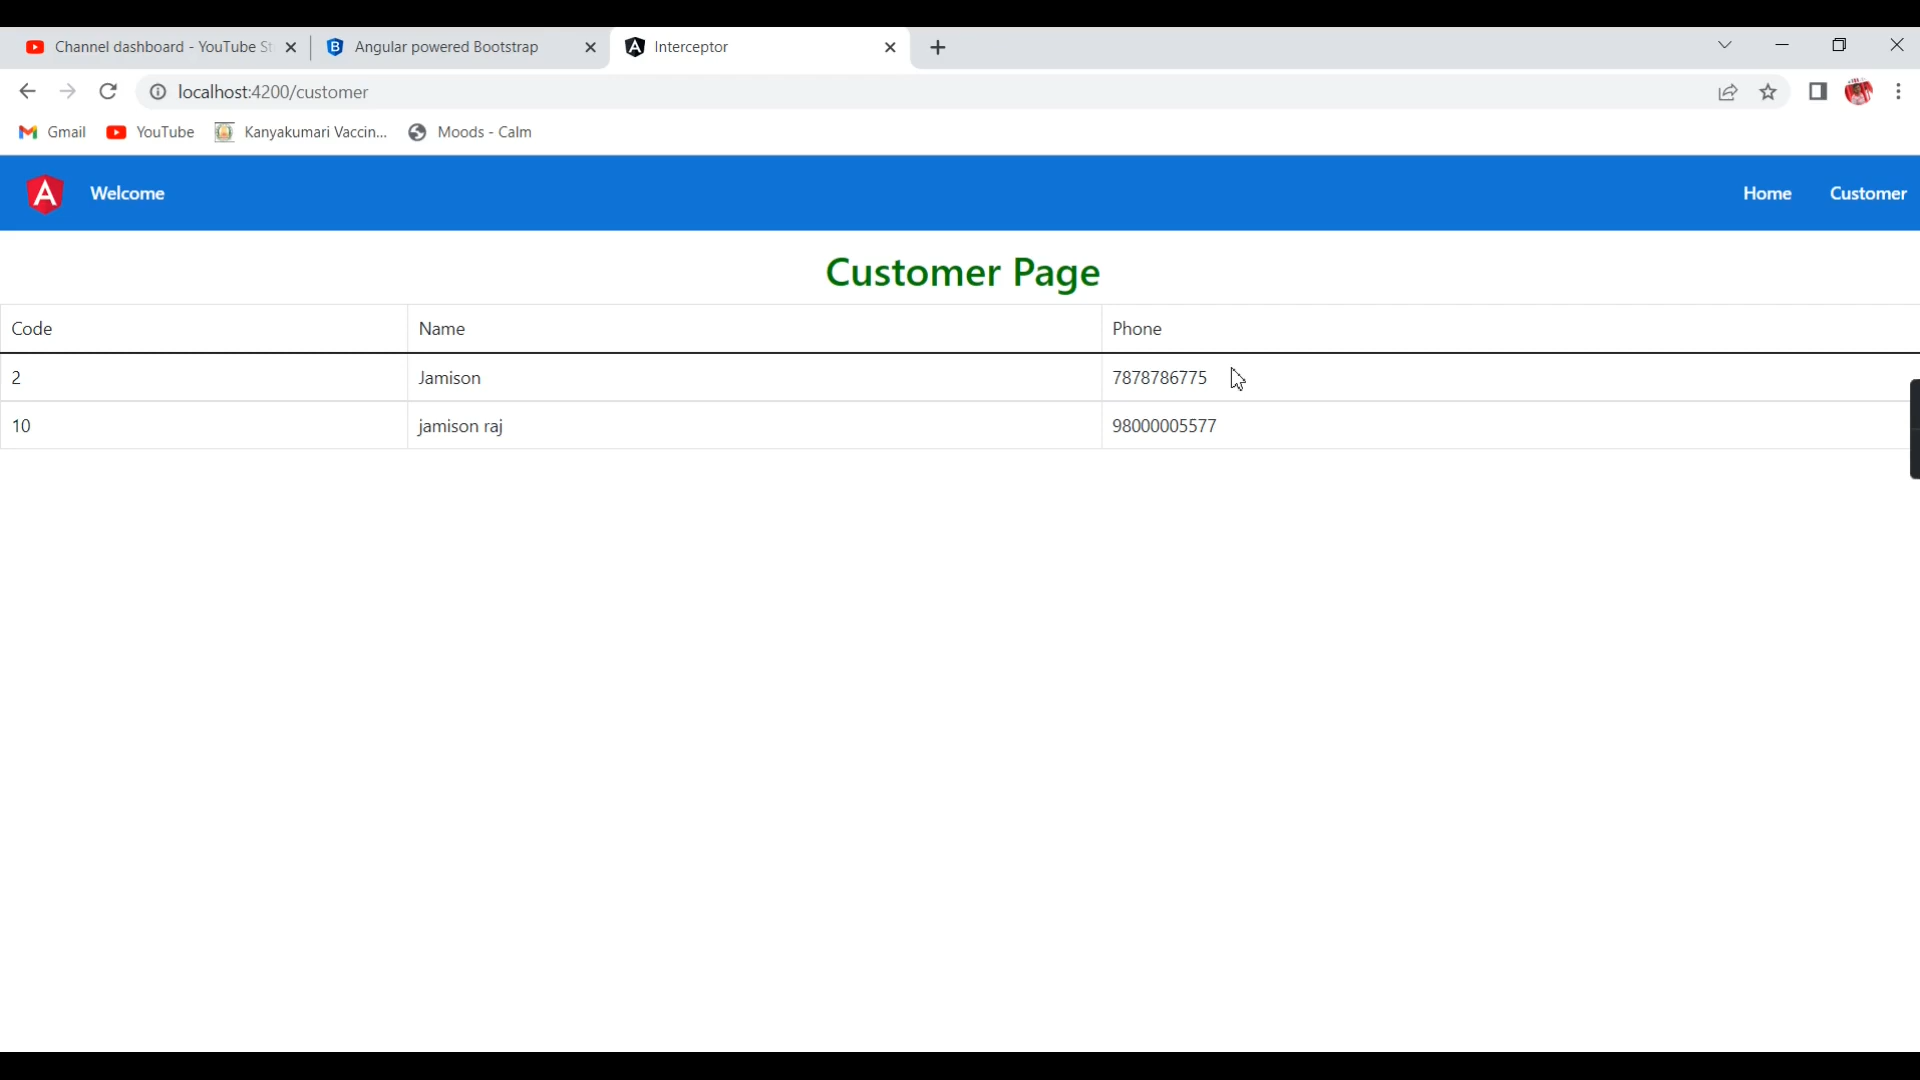 Channel dashboard - YouTube St Angular powered Bootstrap Interceptor
localhost:4200/customer
Gmail YouTube Kanyakumari Vaccin... Moods - Calm
A Welcome Home Customer
Customer Page
Code Name Phone
2 Jamison 7878786775
10 jamison raj 98000005577